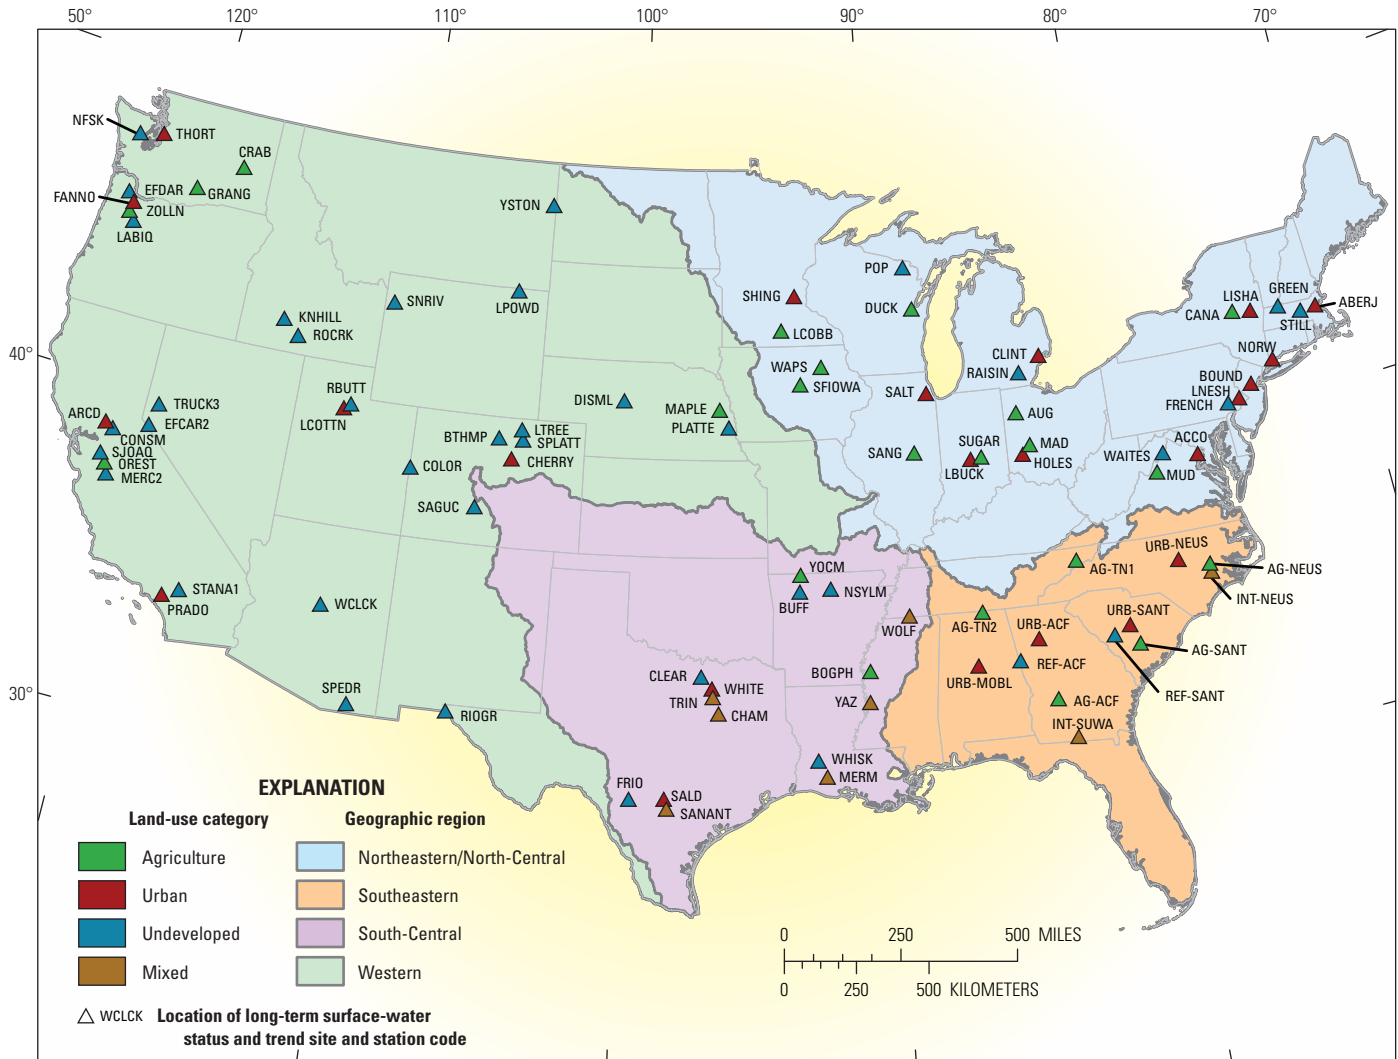 50° 120° 110° 100° 90° 80° 70°
NFSK
THORT
CRAB
EFDAR
GRANG
FANNO
ZOLLN
LABIQ
YSTON
POP
SHING
DUCK
LCOBB
LPOWD
SNRIV
KNHILL
ROCRK
GREEN
LISHA
CANA
ABERJ
STILL
NORW
40°
CLINT
RAISIN
WAPS
SFIOWA
SALT
BOUND
LNESH
FRENCH
RBUTT
LCOTTN
TRUCK3
EFCAR2
ARCD
CONSM
SJOAQ
OREST
MERC2
DISML
MAPLE
PLATTE
AUG
MAD
HOLES
SUGAR
LBUCK
SANG
ACCO
WAITES
MUD
BTHMP
LTREE
SPLATT
CHERRY
COLOR
SAGUC
URB-NEUS
AG-NEUS
INT-NEUS
AG-TN1
YOCM
BUFF
NSYLM
STANA1
PRADO
WCLCK
WOLF
AG-TN2
URB-ACF
URB-SANT
AG-SANT
REF-ACF
REF-SANT
URB-MOBL
AG-ACF
INT-SUWA
BOGPH
YAZ
CLEAR
WHITE
TRIN
CHAM
30°
SPEDR
RIOGR
WHISK
MERM
FRIO
SALD
SANANT
EXPLANATION
Land-use category Geographic region
Agriculture Northeastern/North-Central
Urban Southeastern
Undeveloped South-Central
Mixed Western
WCLCK Location of long-term surface-water
status and trend site and station code
0 250 500 MILES
0 250 500 KILOMETERS